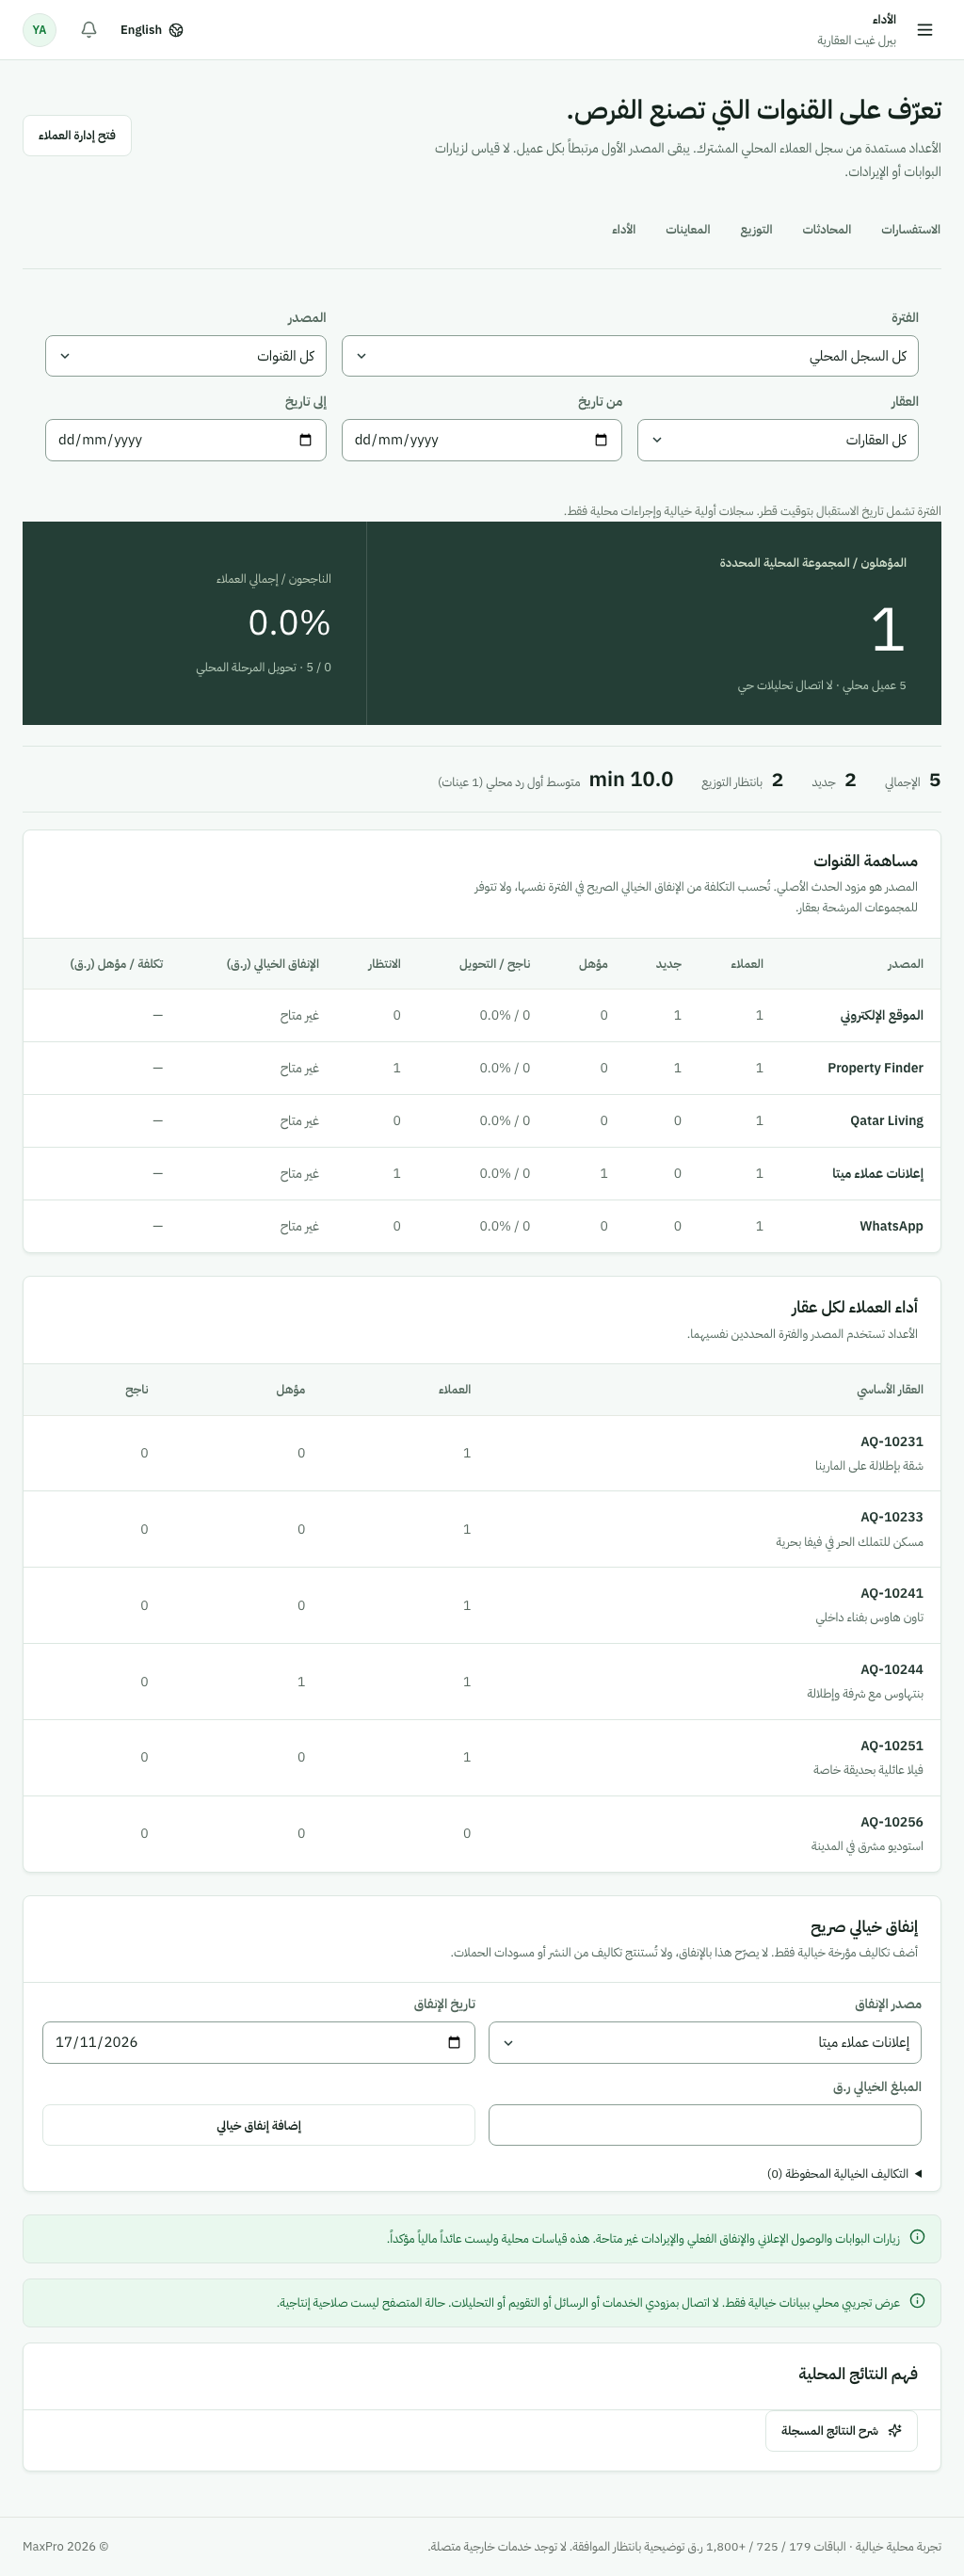 الأداء
بيرل غيت العقارية
English
YA
تعرّف على القنوات التي تصنع الفرص.
الأعداد مستمدة من سجل العملاء المحلي المشترك. يبقى المصدر الأول مرتبطاً بكل عميل. لا قياس لزيارات
البوابات أو الإيرادات.
فتح إدارة العملاء
الاستفسارات المحادثات التوزيع المعاينات الأداء
الفترة المصدر
كل السجل المحلي كل القنوات
العقار من تاريخ إلى تاريخ
كل العقارات dd/mm/yyyy dd/mm/yyyy
الفترة تشمل تاريخ الاستقبال بتوقيت قطر. سجلات أولية خيالية وإجراءات محلية فقط.
المؤهلون / المجموعة المحلية المحددة
1
5 عميل محلي · لا اتصال تحليلات حي
الناجحون / إجمالي العملاء
0.0%
0 / 5 · تحويل المرحلة المحلي
5 الإجمالي 2 جديد 2 بانتظار التوزيع 10.0 min متوسط أول رد محلي (1 عينات)
مساهمة القنوات
المصدر هو مزود الحدث الأصلي. تُحسب التكلفة من الإنفاق الخيالي الصريح في الفترة نفسها، ولا تتوفر
للمجموعات المرشحة بعقار.
المصدر العملاء جديد مؤهل ناجح / التحويل الانتظار الإنفاق الخيالي (ر.ق) تكلفة / مؤهل (ر.ق)
الموقع الإلكتروني 1 1 0 0 / 0.0% 0 غير متاح —
Property Finder 1 1 0 0 / 0.0% 1 غير متاح —
Qatar Living 1 0 0 0 / 0.0% 0 غير متاح —
إعلانات عملاء ميتا 1 0 1 0 / 0.0% 1 غير متاح —
WhatsApp 1 0 0 0 / 0.0% 0 غير متاح —
أداء العملاء لكل عقار
الأعداد تستخدم المصدر والفترة المحددين نفسيهما.
العقار الأساسي العملاء مؤهل ناجح
AQ-10231 1 0 0
شقة بإطلالة على المارينا
AQ-10233 1 0 0
مسكن للتملك الحر في فيفا بحرية
AQ-10241 1 0 0
تاون هاوس بفناء داخلي
AQ-10244 1 1 0
بنتهاوس مع شرفة وإطلالة
AQ-10251 1 0 0
فيلا عائلية بحديقة خاصة
AQ-10256 0 0 0
استوديو مشرق في المدينة
إنفاق خيالي صريح
أضف تكاليف مؤرخة خيالية فقط. لا يصرّح هذا بالإنفاق، ولا تُستنتج تكاليف من النشر أو مسودات الحملات.
مصدر الإنفاق تاريخ الإنفاق
إعلانات عملاء ميتا 17/11/2026
المبلغ الخيالي ر.ق
إضافة إنفاق خيالي
التكاليف الخيالية المحفوظة (0)
زيارات البوابات والوصول الإعلاني والإنفاق الفعلي والإيرادات غير متاحة. هذه قياسات محلية وليست عائداً مالياً مؤكداً.
عرض تجريبي محلي ببيانات خيالية فقط. لا اتصال بمزودي الخدمات أو الرسائل أو التقويم أو التحليلات. حالة المتصفح ليست صلاحية إنتاجية.
فهم النتائج المحلية
شرح النتائج المسجلة
تجربة محلية خيالية · الباقات 179 / 725 / +1,800 ر.ق توضيحية بانتظار الموافقة. لا توجد خدمات خارجية متصلة.
© 2026 MaxPro